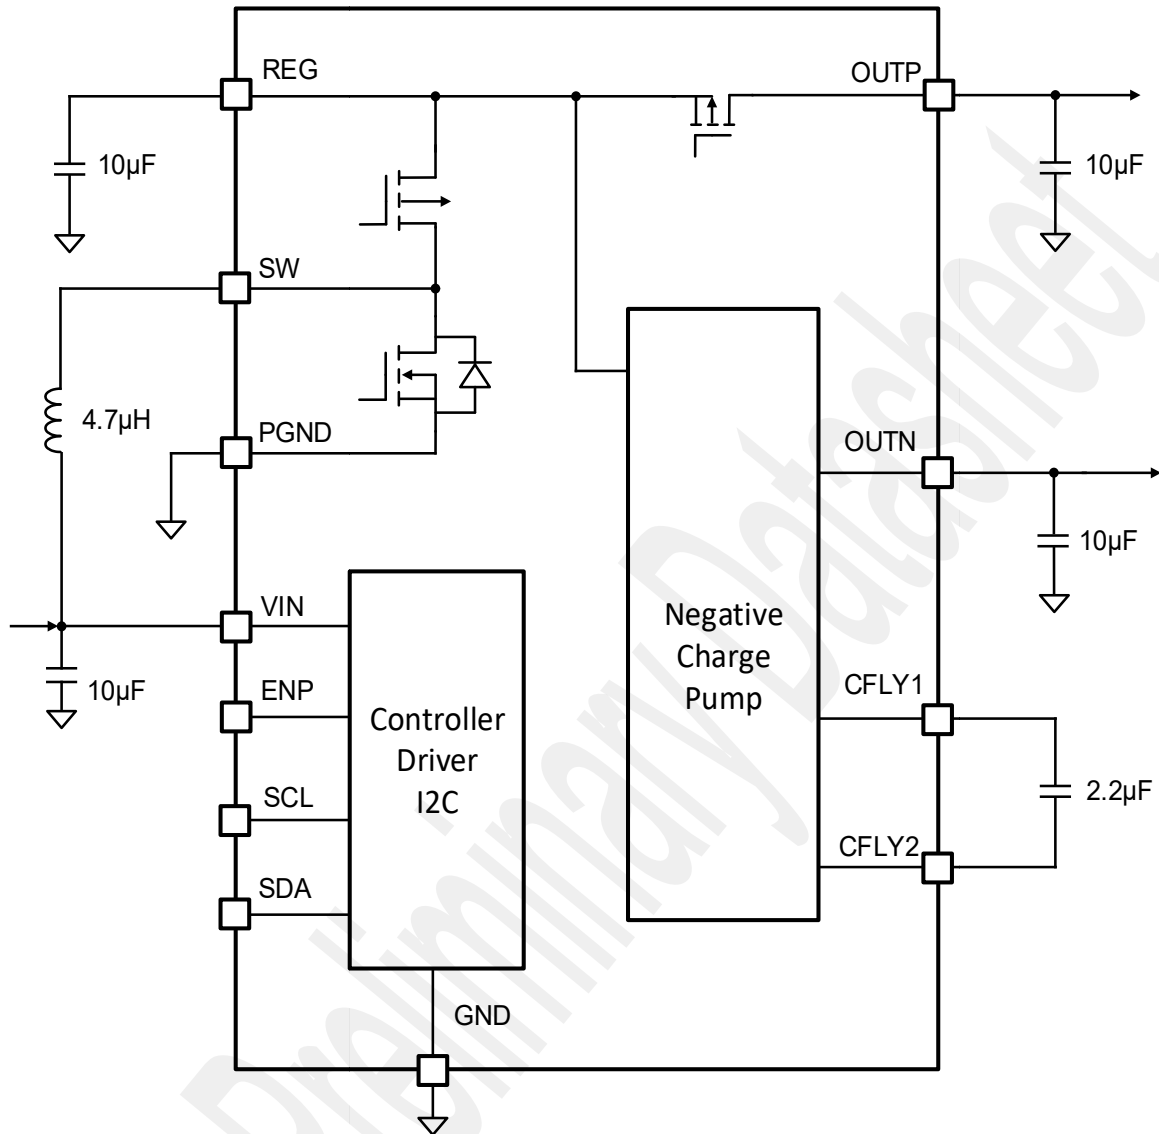 REG
OUTP
10µF
10µF
SW
4.7µH
PGND
OUTN
10µF
VIN
10µF
ENP
SCL
SDA
Controller
Driver
I2C
Negative
Charge
Pump
CFLY1
2.2µF
CFLY2
GND
Preliminary Datasheet